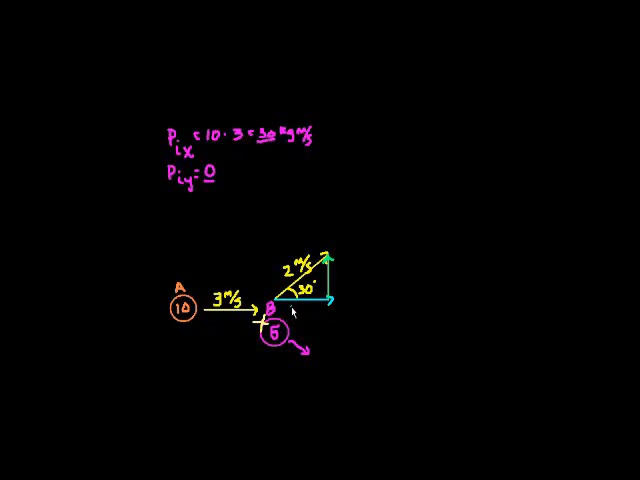 Pix = 10 · 3 = 30 kg m/s
Piy = 0
2 m/s
30°
A
10
3 m/s
B
5